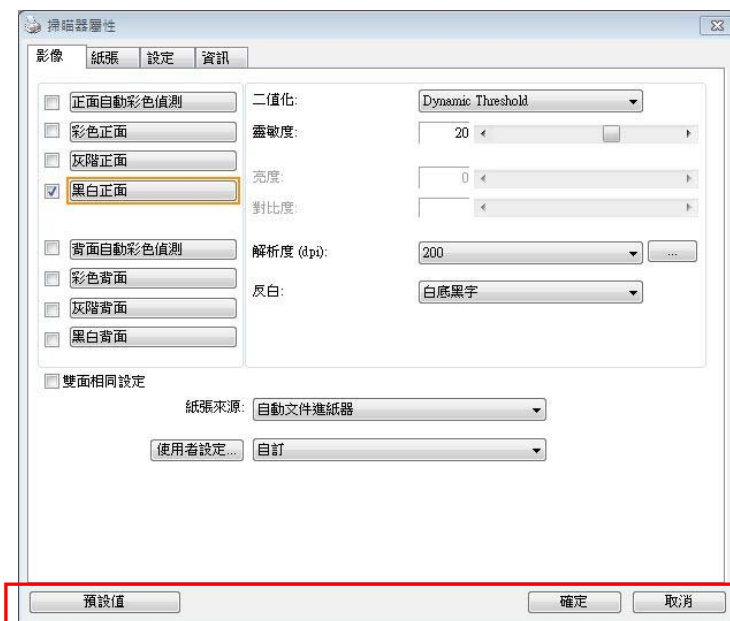 掃瞄器屬性
影像 紙張 設定 資訊
正面自動彩色偵測
彩色正面
灰階正面
黑白正面
背面自動彩色偵測
彩色背面
灰階背面
黑白背面
二值化: Dynamic Threshold
靈敏度: 20
亮度: 0
對比度:
解析度 (dpi): 200 ...
反白: 白底黑字
雙面相同設定
紙張來源: 自動文件進紙器
使用者設定... 自訂
預設值 確定 取消